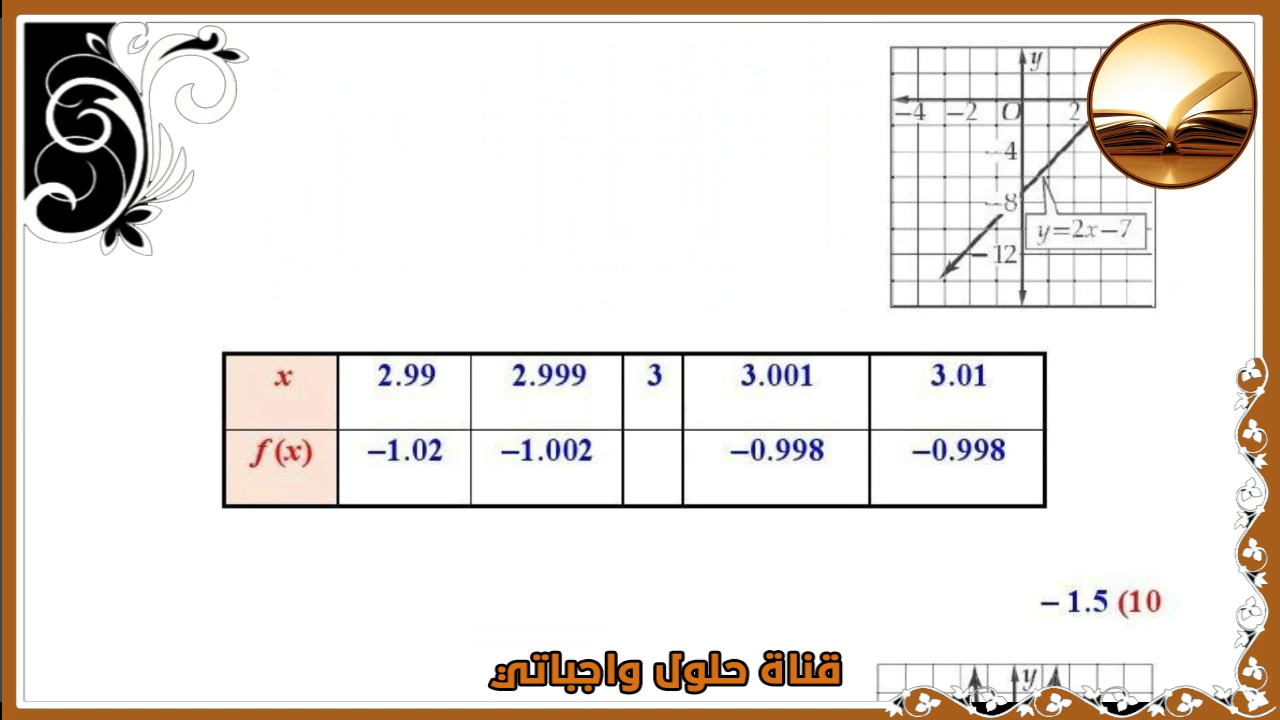 y
−4 −2 O 2
−4
−8
y=2x−7
−12
x 2.99 2.999 3 3.001 3.01
f(x) −1.02 −1.002 −0.998 −0.998
− 1.5 (10
قناة حلول واجباتي
y